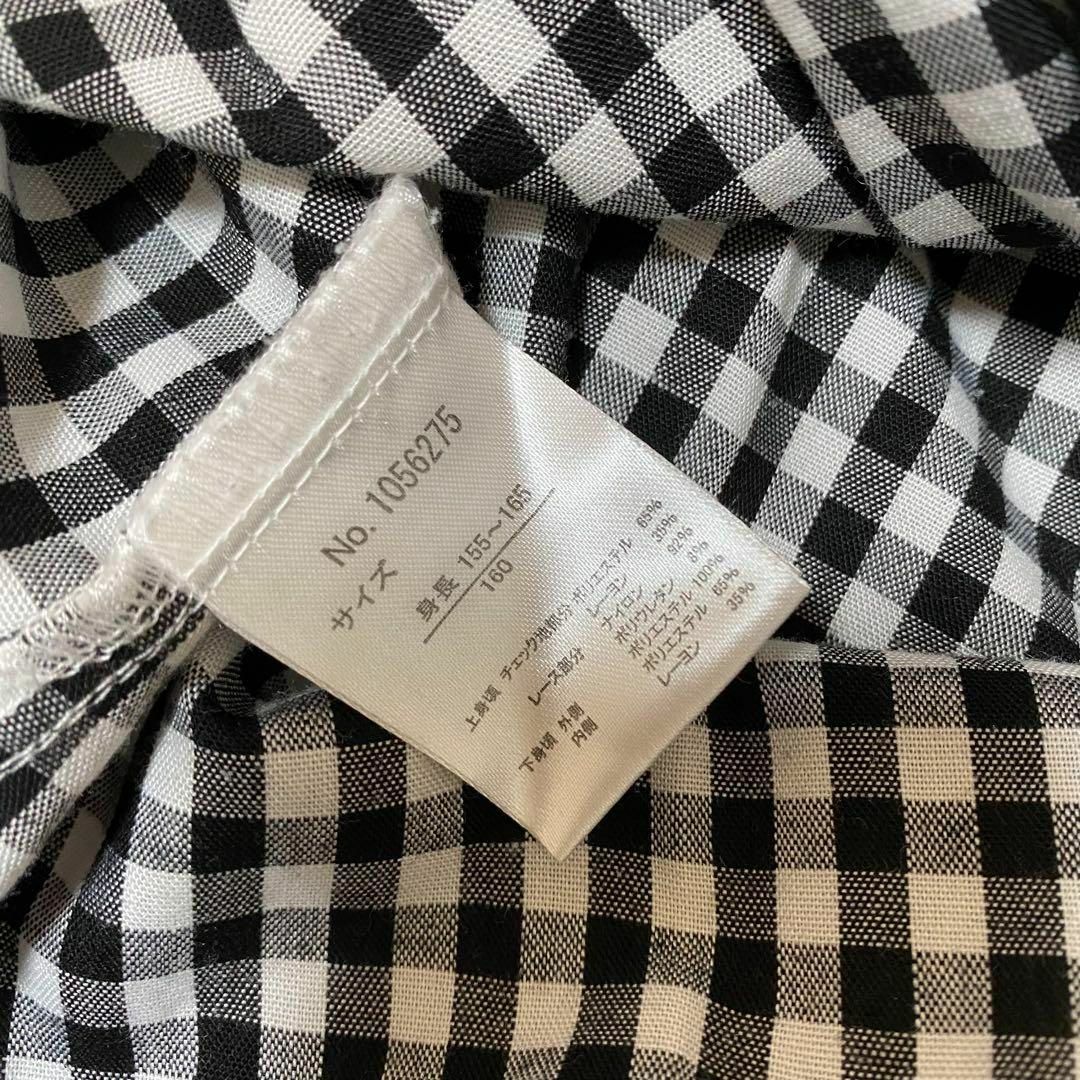 No. 1056275
サイズ
身長 155～165
160
上身頃 チェック地部分 ポリエステル 65%
レーヨン 35%
レース部分 ナイロン 92%
ポリウレタン 8%
下身頃 外側 ポリエステル 100%
内側 ポリエステル 65%
レーヨン 35%